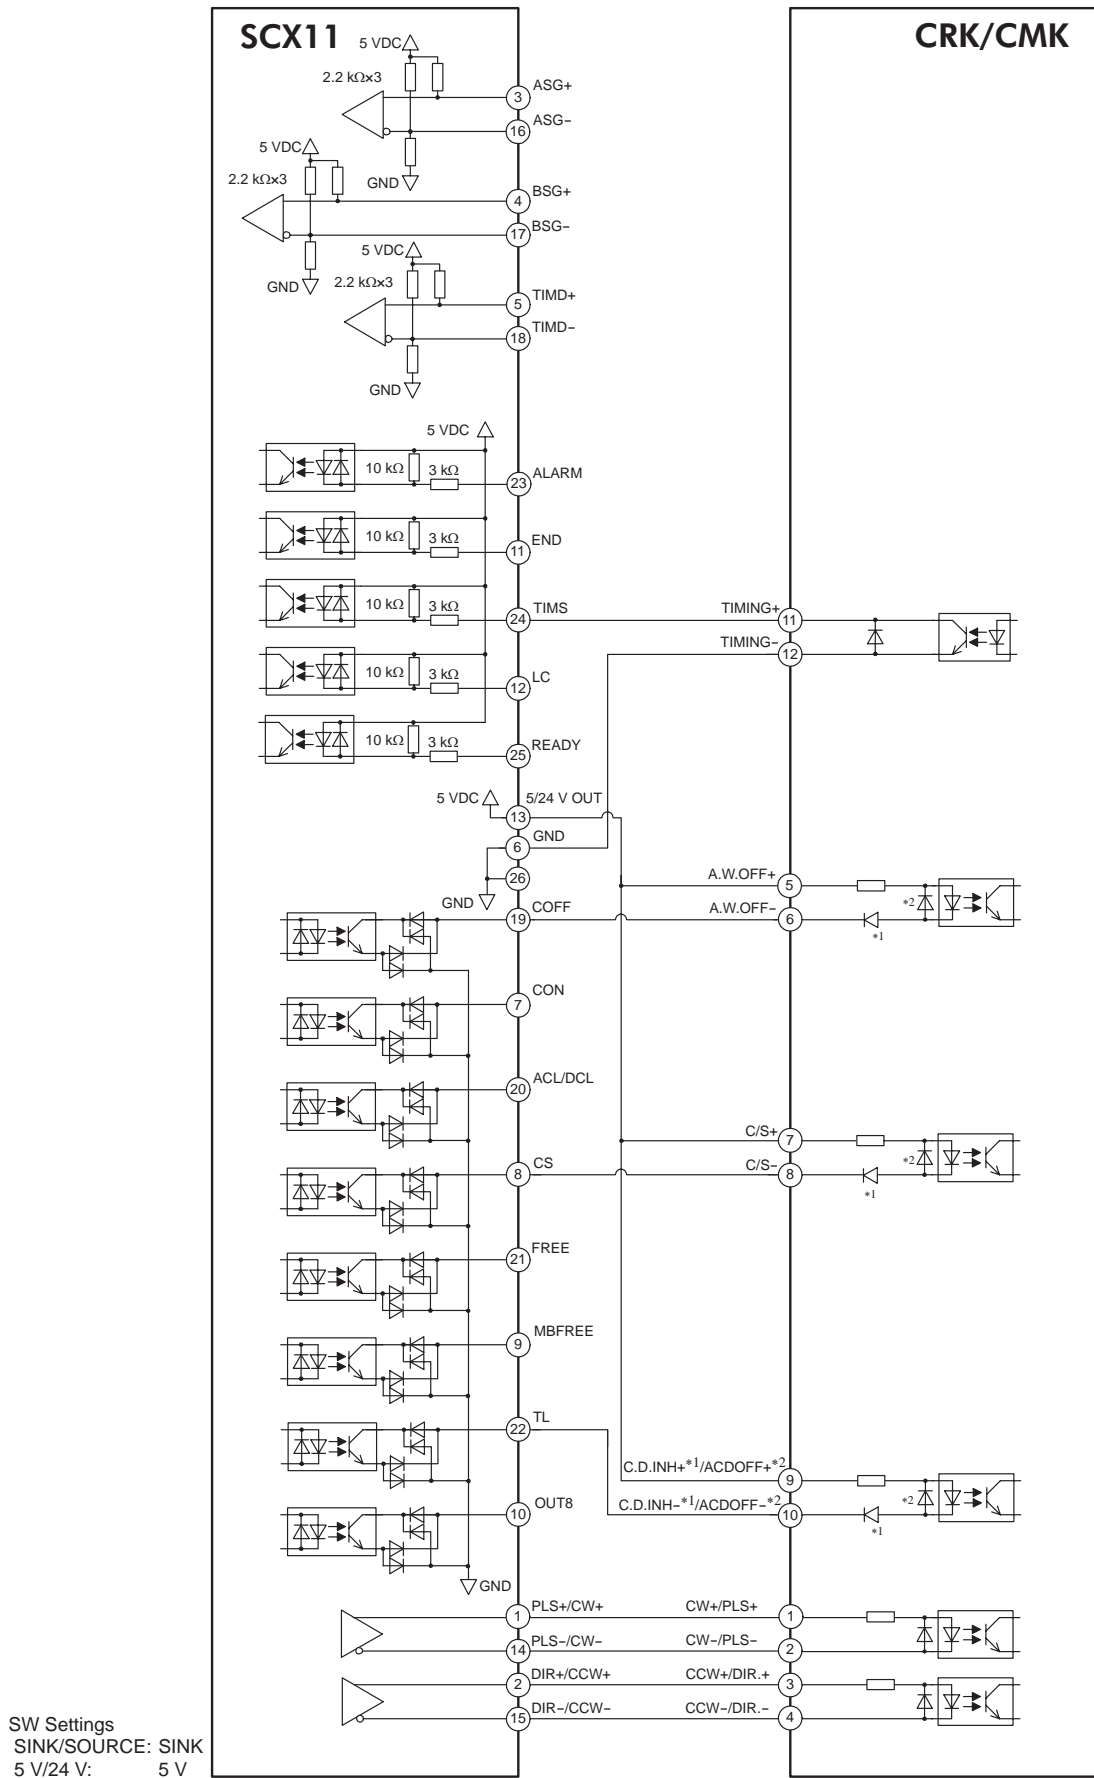 SCX11
CRK/CMK
5 VDC
2.2 kΩ×3
3 ASG+
16 ASG−
GND
5 VDC
2.2 kΩ×3
4 BSG+
17 BSG−
GND
5 VDC
2.2 kΩ×3
5 TIMD+
18 TIMD−
GND
5 VDC
10 kΩ 3 kΩ 23 ALARM
10 kΩ 3 kΩ 11 END
10 kΩ 3 kΩ 24 TIMS TIMING+ 11
TIMING− 12
10 kΩ 3 kΩ 12 LC
10 kΩ 3 kΩ 25 READY
5 VDC 13 5/24 V OUT
6 GND
26
GND
A.W.OFF+ 5 *2
19 COFF A.W.OFF− 6 *1
7 CON
20 ACL/DCL
C/S+ 7 *2
8 CS C/S− 8 *1
21 FREE
9 MBFREE
22 TL
C.D.INH+*1/ACDOFF+*2 9 *2
C.D.INH−*1/ACDOFF−*2 10 *1
10 OUT8
GND
1 PLS+/CW+ CW+/PLS+ 1
14 PLS−/CW− CW−/PLS− 2
2 DIR+/CCW+ CCW+/DIR.+ 3
15 DIR−/CCW− CCW−/DIR.− 4
SW Settings
SINK/SOURCE: SINK
5 V/24 V: 5 V